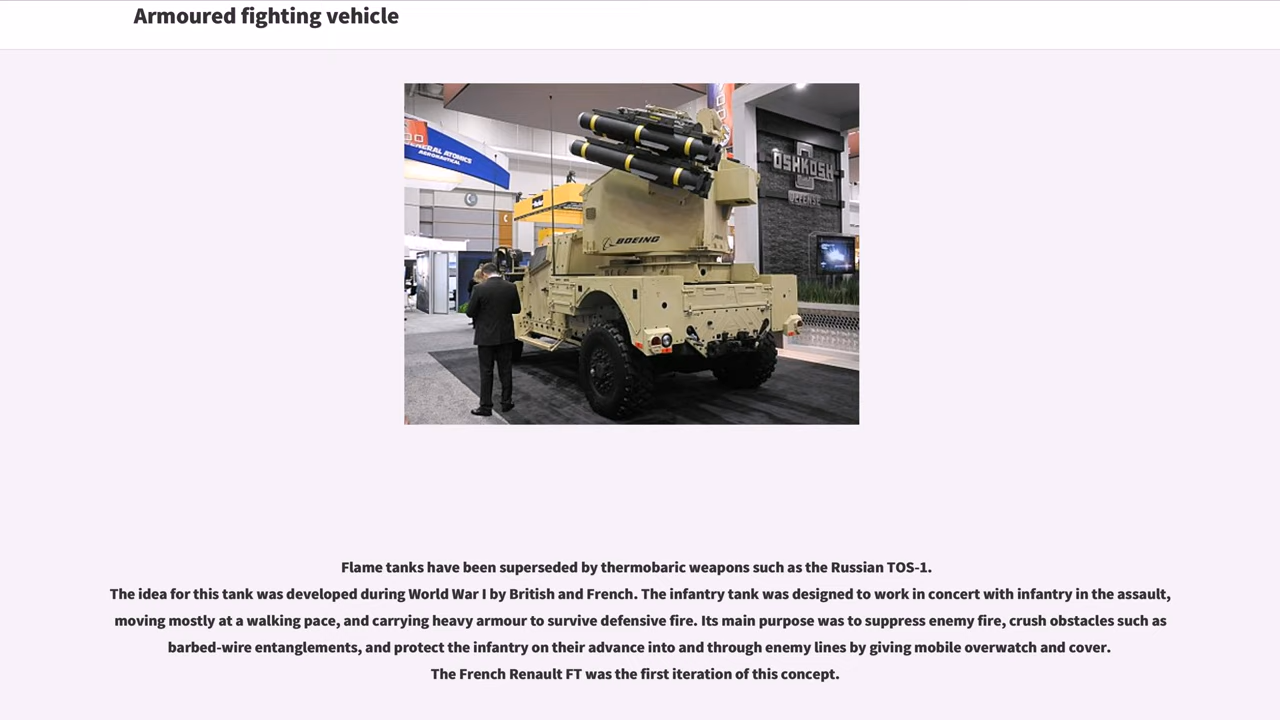 Armoured fighting vehicle
GENERAL ATOMICS
AERONAUTICAL
OSHKOSH
DEFENSE
BOEING
Flame tanks have been superseded by thermobaric weapons such as the Russian TOS-1.
The idea for this tank was developed during World War I by British and French. The infantry tank was designed to work in concert with infantry in the assault,
moving mostly at a walking pace, and carrying heavy armour to survive defensive fire. Its main purpose was to suppress enemy fire, crush obstacles such as
barbed-wire entanglements, and protect the infantry on their advance into and through enemy lines by giving mobile overwatch and cover.
The French Renault FT was the first iteration of this concept.